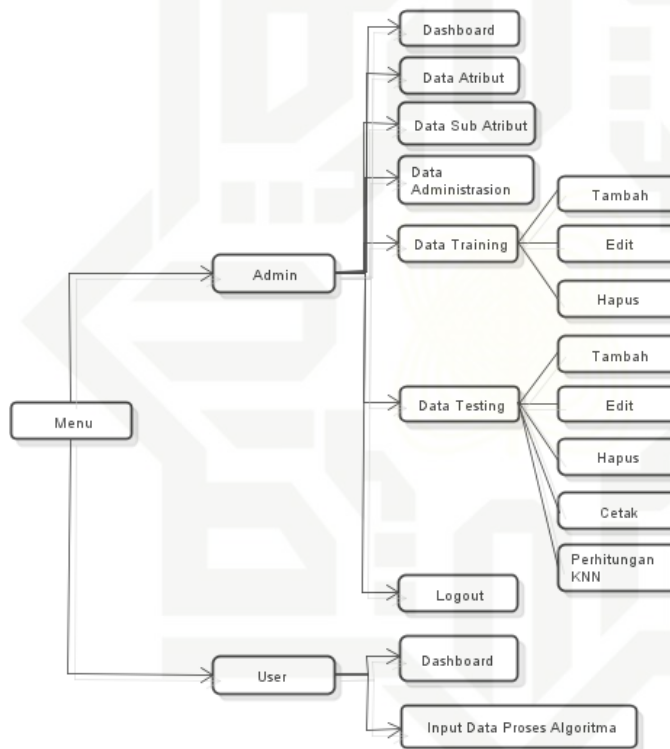 Dashboard
Data Atribut
Data Sub Atribut
Data
Administrasion
Tambah
Data Training
Edit
Admin
Hapus
Tambah
Data Testing
Edit
Menu
Hapus
Cetak
Perhitungan
KNN
Logout
Dashboard
User
Input Data Proses Algoritma